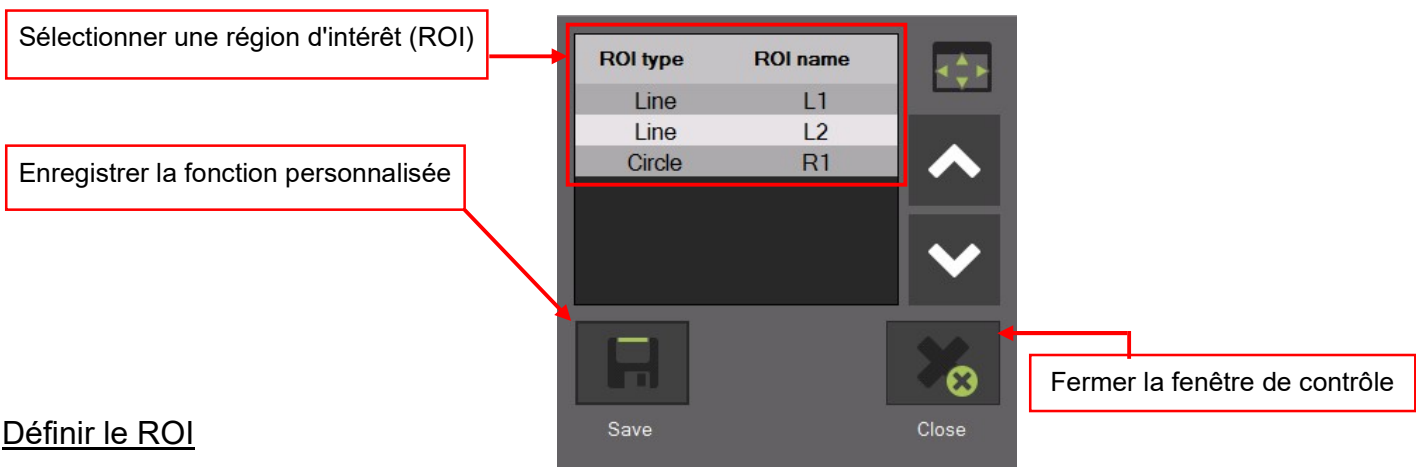 Sélectionner une région d'intérêt (ROI)
ROI type ROI name
Line L1
Line L2
Circle R1
Enregistrer la fonction personnalisée
Fermer la fenêtre de contrôle
Save Close
Définir le ROI